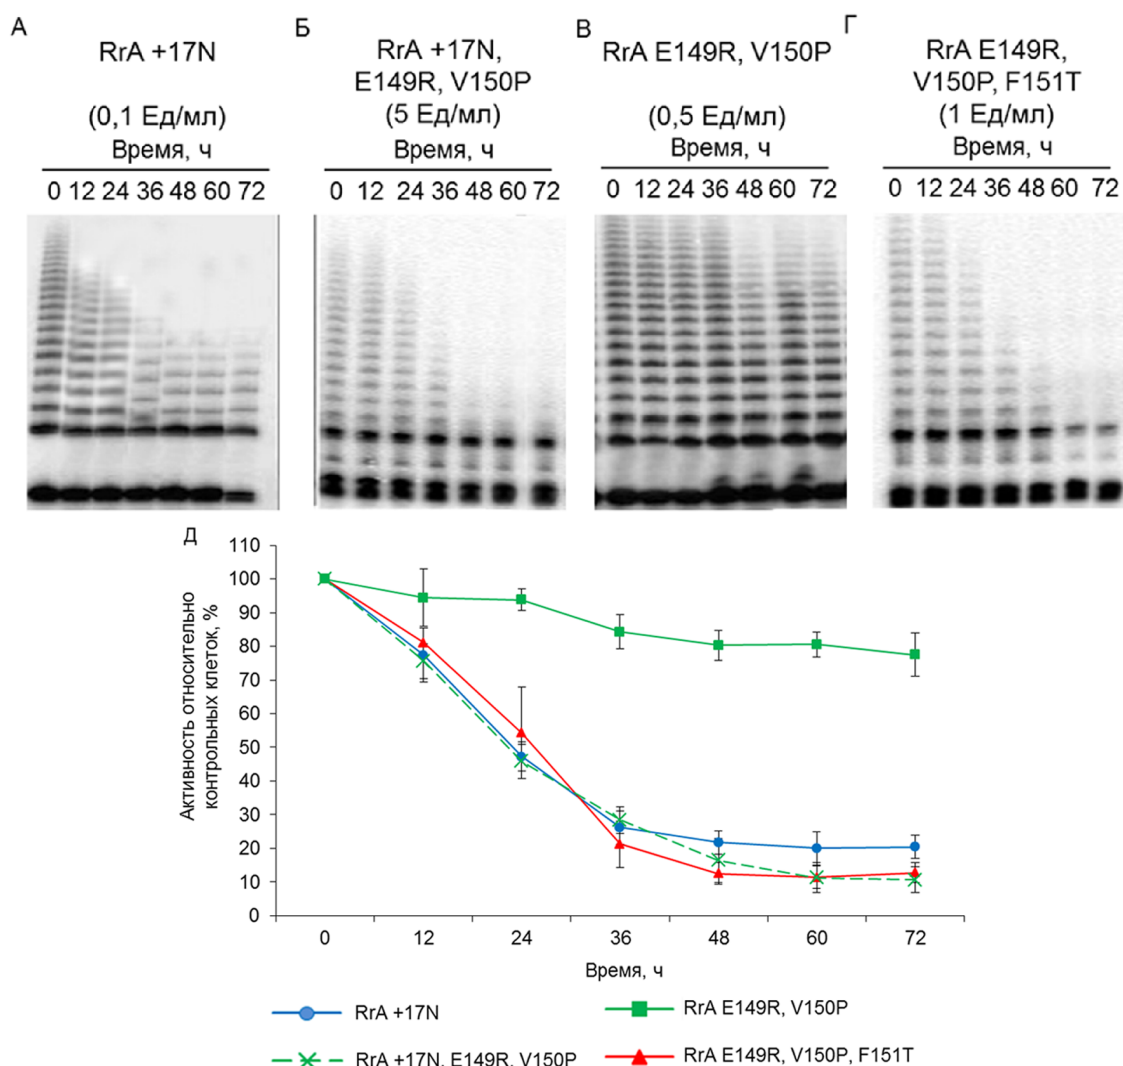 А
RrA +17N
(0,1 Ед/мл)
Время, ч
0 12 24 36 48 60 72
Б
RrA +17N,
E149R, V150P
(5 Ед/мл)
Время, ч
0 12 24 36 48 60 72
В
RrA E149R, V150P
(0,5 Ед/мл)
Время, ч
0 12 24 36 48 60 72
Г
RrA E149R,
V150P, F151T
(1 Ед/мл)
Время, ч
0 12 24 36 48 60 72
Д
Активность относительно
контрольных клеток, %
110
100
90
80
70
60
50
40
30
20
10
0
0 12 24 36 48 60 72
Время, ч
RrA +17N
RrA E149R, V150P
RrA +17N, E149R, V150P
RrA E149R, V150P, F151T